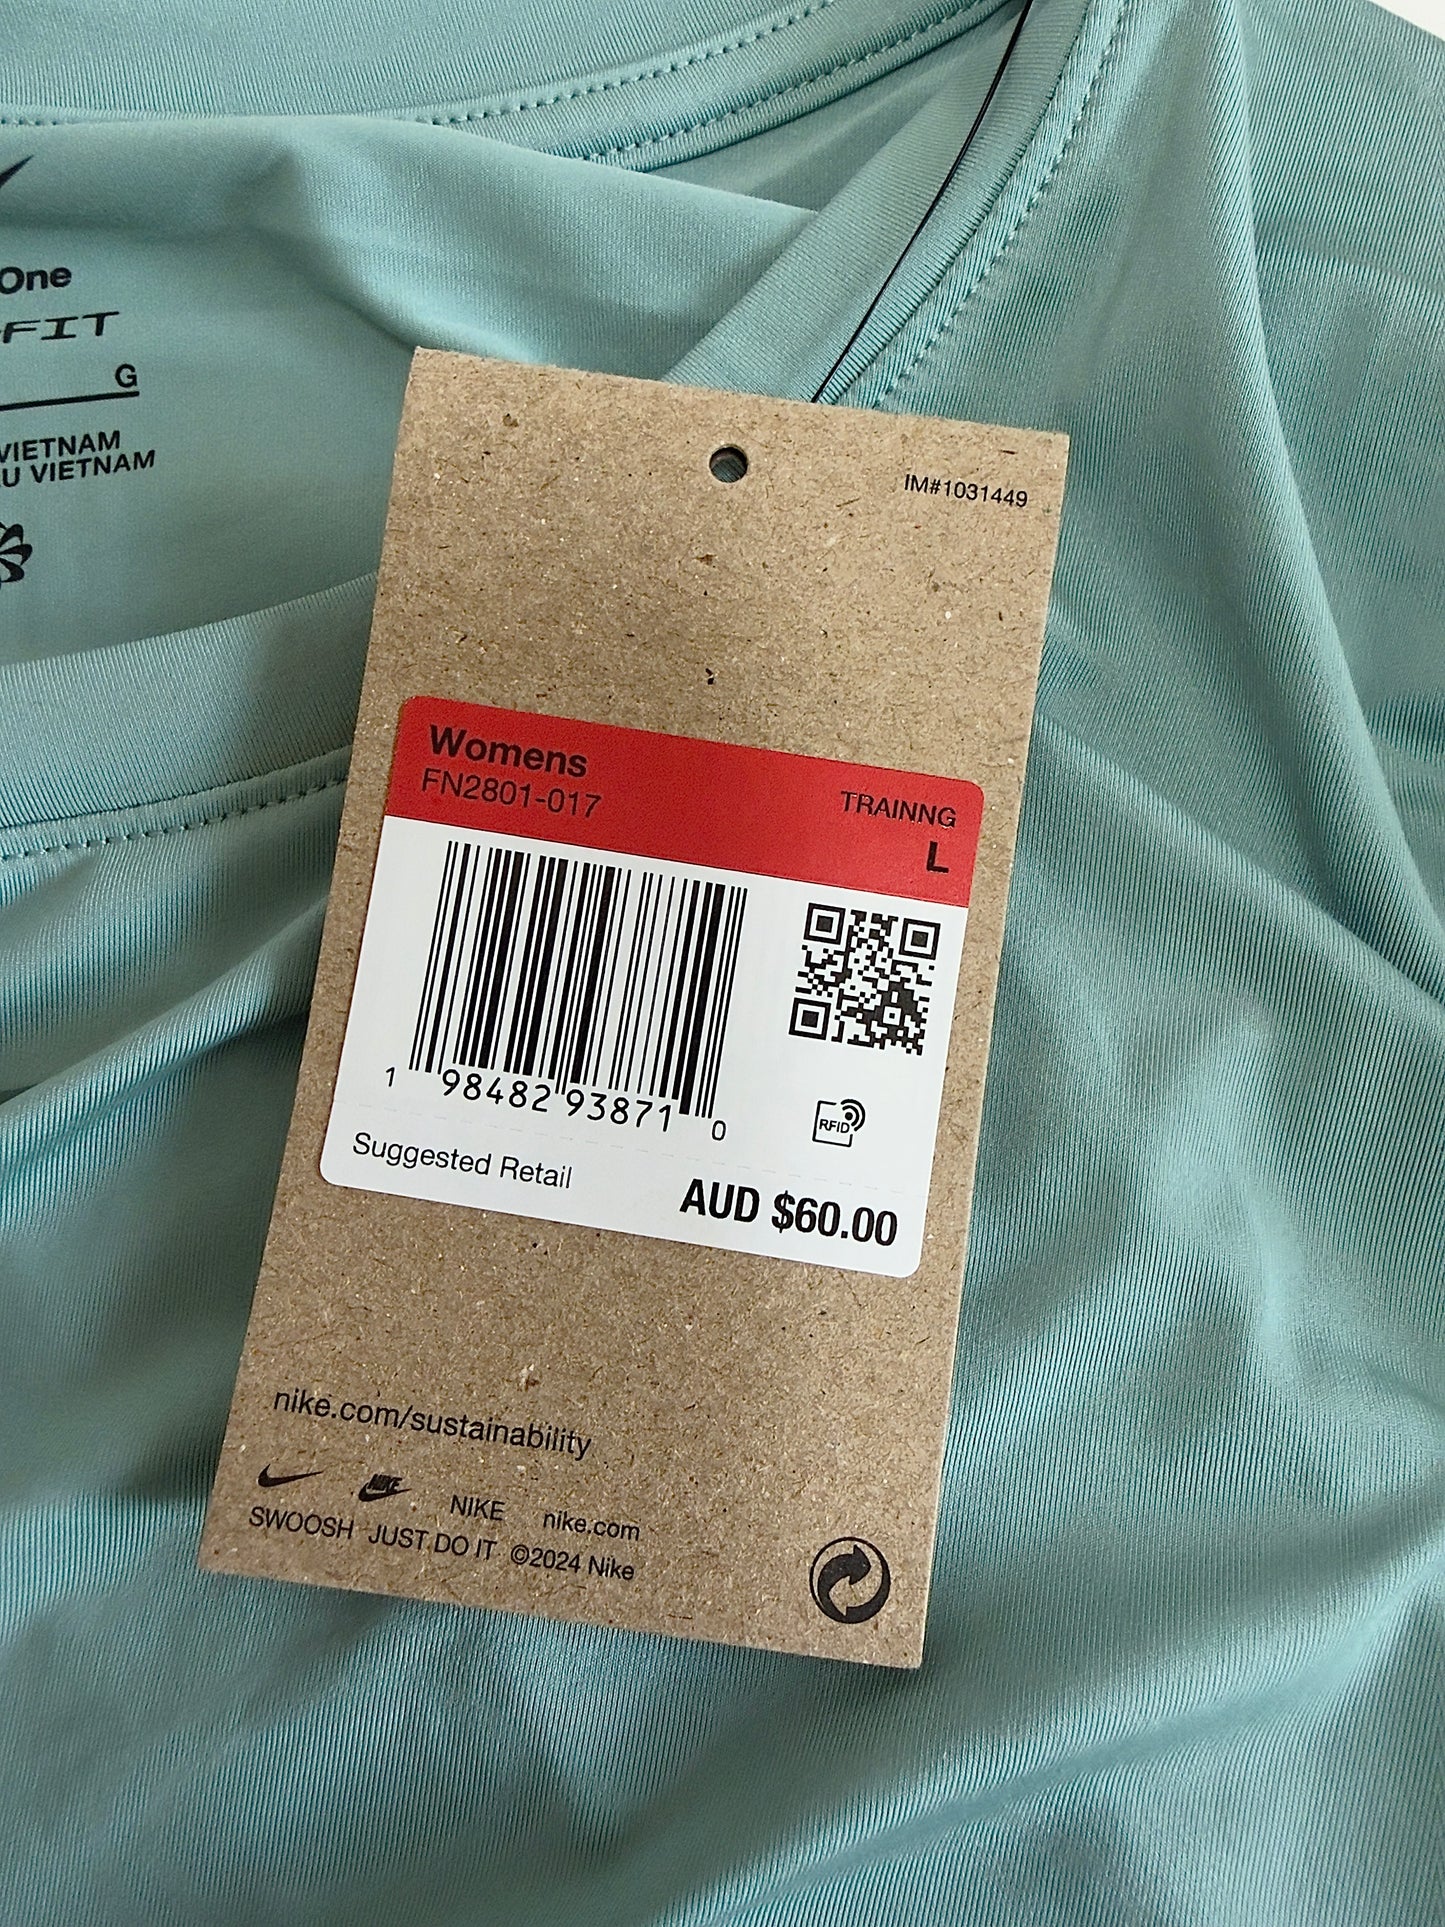 One
FIT
G
VIETNAM
U VIETNAM
IM#1031449
Womens
FN2801-017
TRAINNG
L
1 98482 93871 0
RFID
Suggested Retail
AUD $60.00
nike.com/sustainability
NIKE NIKE nike.com
SWOOSH JUST DO IT ©2024 Nike